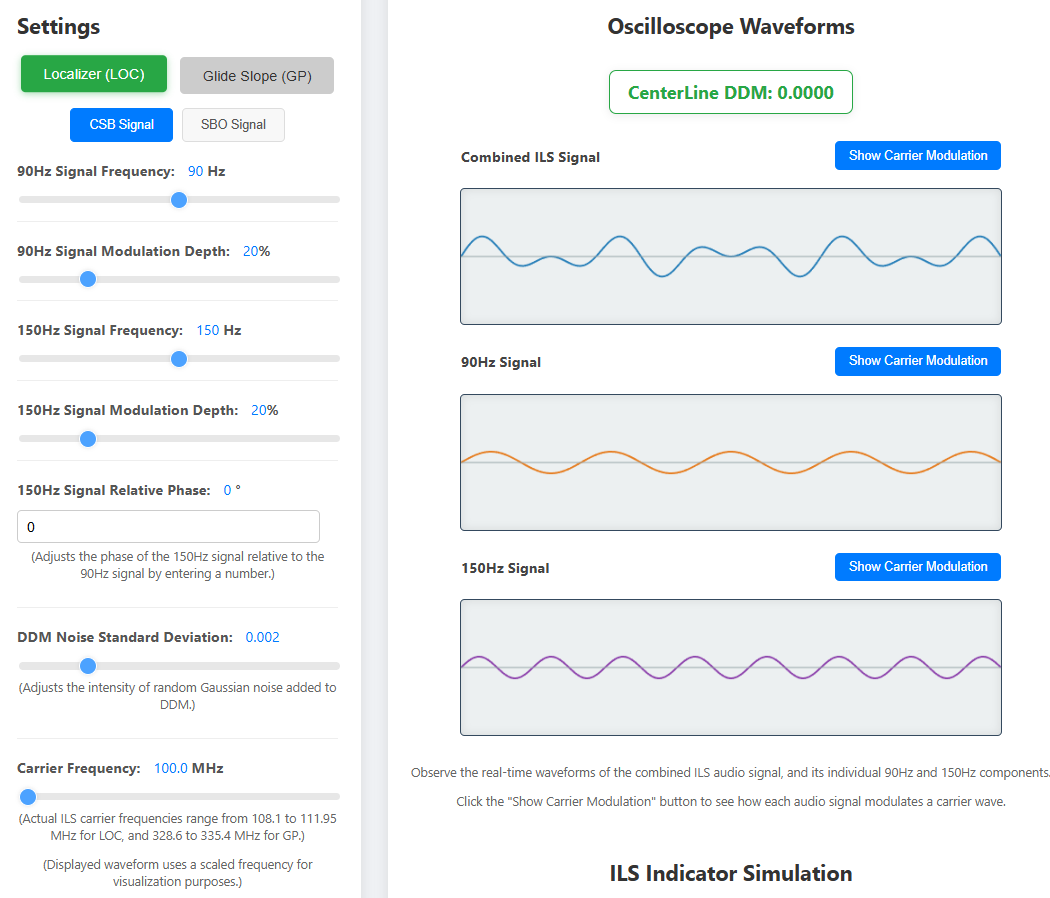 Settings
Localizer (LOC)
Glide Slope (GP)
CSB Signal
SBO Signal
90Hz Signal Frequency: 90 Hz
90Hz Signal Modulation Depth: 20%
150Hz Signal Frequency: 150 Hz
150Hz Signal Modulation Depth: 20%
150Hz Signal Relative Phase: 0 °
0
(Adjusts the phase of the 150Hz signal relative to the
90Hz signal by entering a number.)
DDM Noise Standard Deviation: 0.002
(Adjusts the intensity of random Gaussian noise added to
DDM.)
Carrier Frequency: 100.0 MHz
(Actual ILS carrier frequencies range from 108.1 to 111.95
MHz for LOC, and 328.6 to 335.4 MHz for GP.)
(Displayed waveform uses a scaled frequency for
visualization purposes.)
Oscilloscope Waveforms
CenterLine DDM: 0.0000
Combined ILS Signal
Show Carrier Modulation
90Hz Signal
Show Carrier Modulation
150Hz Signal
Show Carrier Modulation
Observe the real-time waveforms of the combined ILS audio signal, and its individual 90Hz and 150Hz components.
Click the "Show Carrier Modulation" button to see how each audio signal modulates a carrier wave.
ILS Indicator Simulation